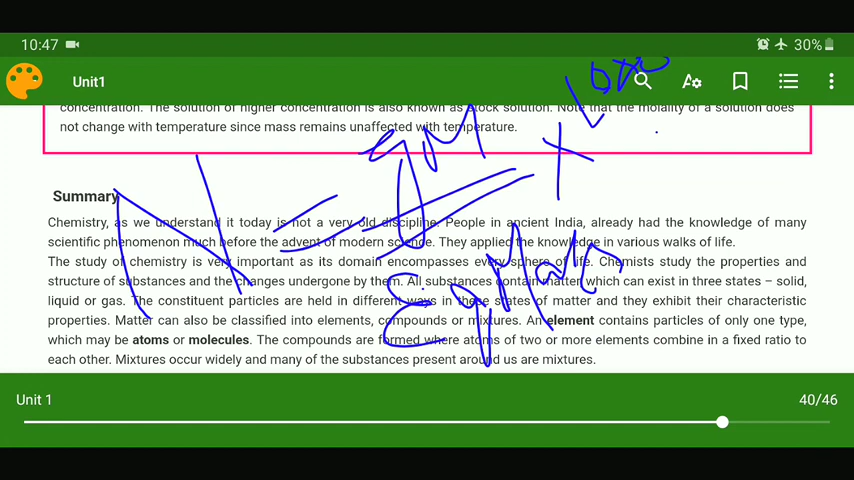 10:47
30%
Unit1
concentration. The solution of higher concentration is also known as stock solution. Note that the molality of a solution does
not change with temperature since mass remains unaffected with temperature.
Summary
Chemistry, as we understand it today is not a very old discipline. People in ancient India, already had the knowledge of many
scientific phenomenon much before the advent of modern science. They applied the knowledge in various walks of life.
The study of chemistry is very important as its domain encompasses every sphere of life. Chemists study the properties and
structure of substances and the changes undergone by them. All substances contain matter which can exist in three states – solid,
liquid or gas. The constituent particles are held in different ways in these states of matter and they exhibit their characteristic
properties. Matter can also be classified into elements, compounds or mixtures. An element contains particles of only one type,
which may be atoms or molecules. The compounds are formed where atoms of two or more elements combine in a fixed ratio to
each other. Mixtures occur widely and many of the substances present around us are mixtures.
Unit 1
40/46